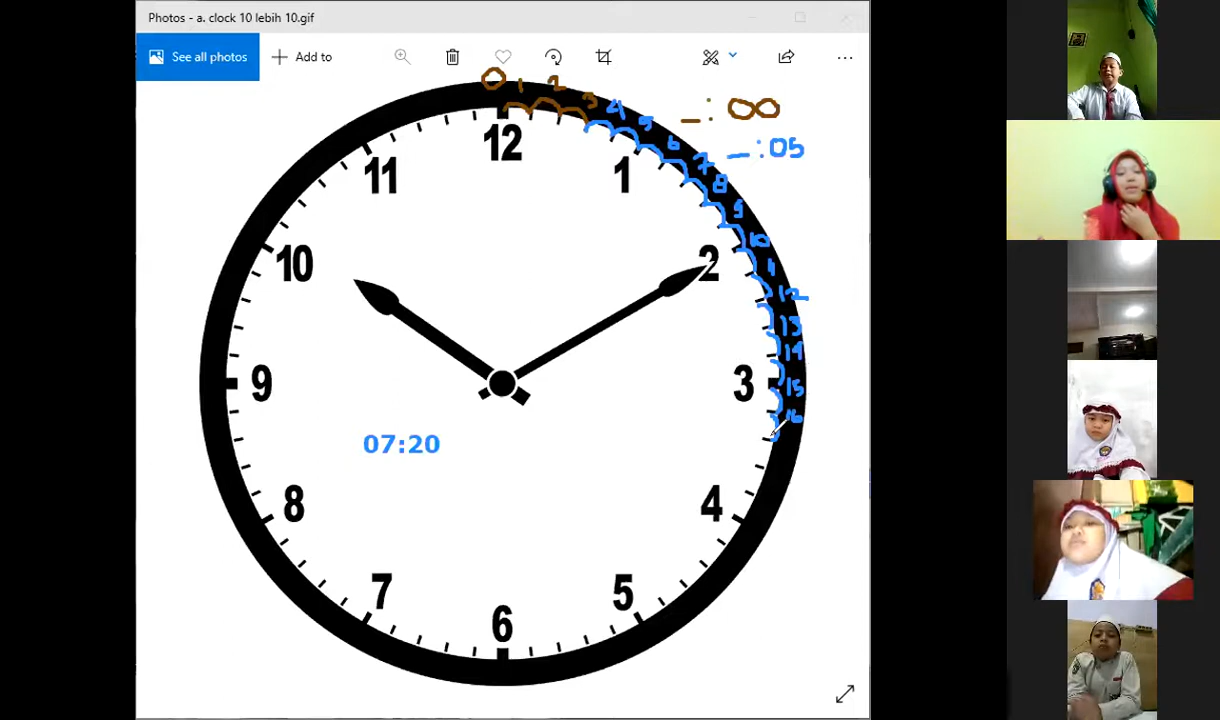 Photos - a. clock 10 lebih 10.gif
See all photos
Add to
0 1 2 3 4 5 6 7 8 9 10 11 12 13 14 15 16
_:00
_:05
12
11 1
10 2
9 3
07:20
8 4
7 5
6